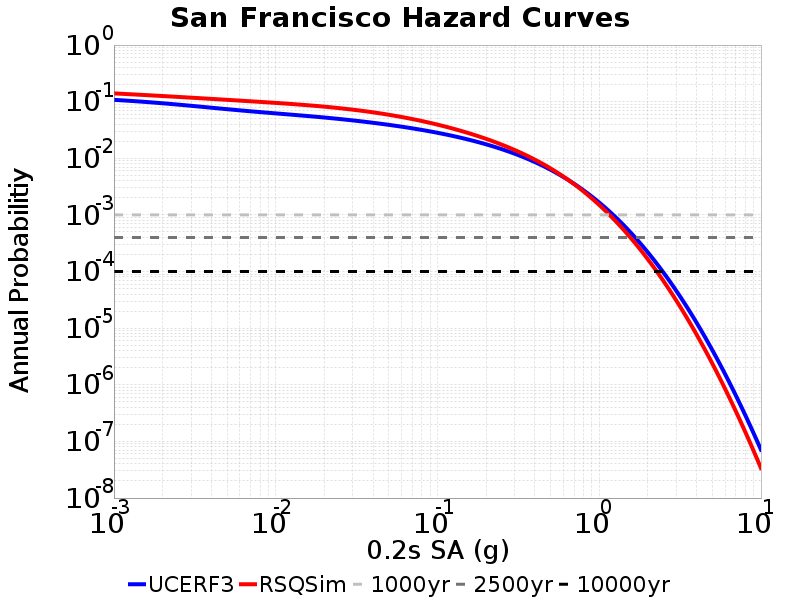 San Francisco Hazard Curves
Annual Probabilitiy
10^0
10^-1
10^-2
10^-3
10^-4
10^-5
10^-6
10^-7
10^-8
10^-3 10^-2 10^-1 10^0 10^1
0.2s SA (g)
UCERF3 RSQSim 1000yr 2500yr 10000yr